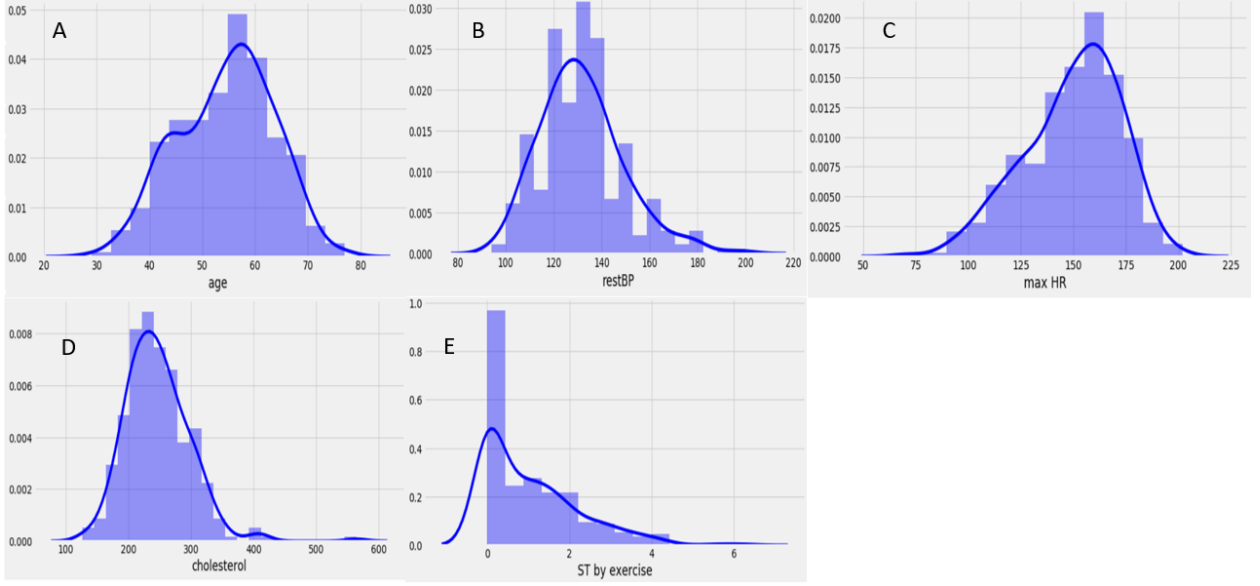 A
0.05
0.04
0.03
0.02
0.01
0.00
20 30 40 50 60 70 80
age
B
0.030
0.025
0.020
0.015
0.010
0.005
0.000
80 100 120 140 160 180 200 220
restBP
C
0.0200
0.0175
0.0150
0.0125
0.0100
0.0075
0.0050
0.0025
0.0000
50 75 100 125 150 175 200 225
max HR
D
0.008
0.006
0.004
0.002
0.000
100 200 300 400 500 600
cholesterol
E
1.0
0.8
0.6
0.4
0.2
0.0
0 2 4 6
ST by exercise